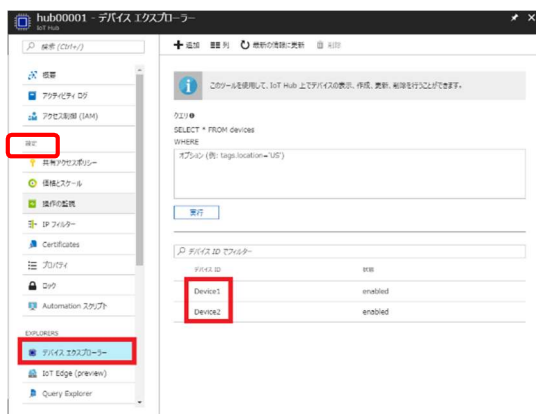 hub00001 - デバイス エクスプローラー
IoT Hub
検索 (Ctrl+/)
概要
アクティビティ ログ
アクセス制御 (IAM)
設定
共有アクセスポリシー
価格とスケール
操作の監視
IP フィルター
Certificates
プロパティ
ロック
Automation スクリプト
EXPLORERS
デバイス エクスプローラー
IoT Edge (preview)
Query Explorer
追加 列 最新の情報に更新 削除
このツールを使用して、IoT Hub 上でデバイスの表示、作成、更新、削除を行うことができます。
クエリ
SELECT * FROM devices
WHERE
オプション (例: tags.location='US')
実行
デバイス ID でフィルター
デバイス ID 状態
Device1 enabled
Device2 enabled